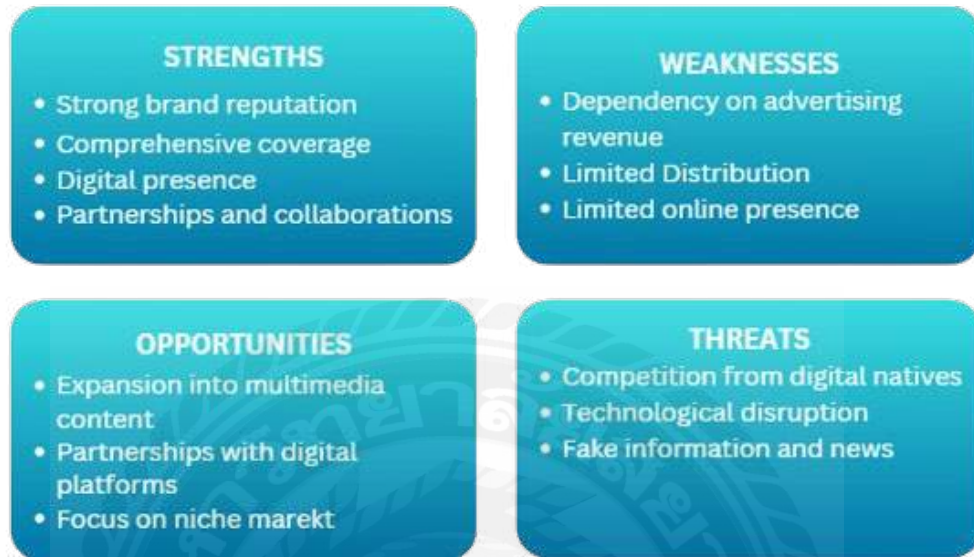 STRENGTHS
• Strong brand reputation
• Comprehensive coverage
• Digital presence
• Partnerships and collaborations
WEAKNESSES
• Dependency on advertising
revenue
• Limited Distribution
• Limited online presence
OPPORTUNITIES
• Expansion into multimedia
content
• Partnerships with digital
platforms
• Focus on niche marekt
THREATS
• Competition from digital natives
• Technological disruption
• Fake information and news